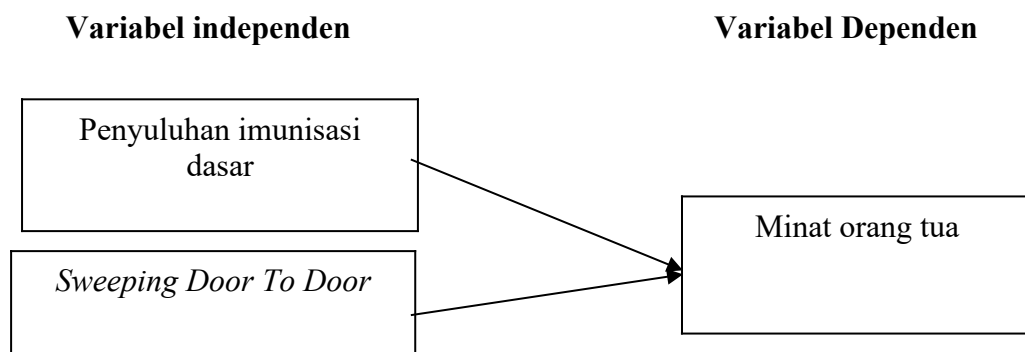 Variabel independen
Variabel Dependen
Penyuluhan imunisasi
dasar
Minat orang tua
Sweeping Door To Door